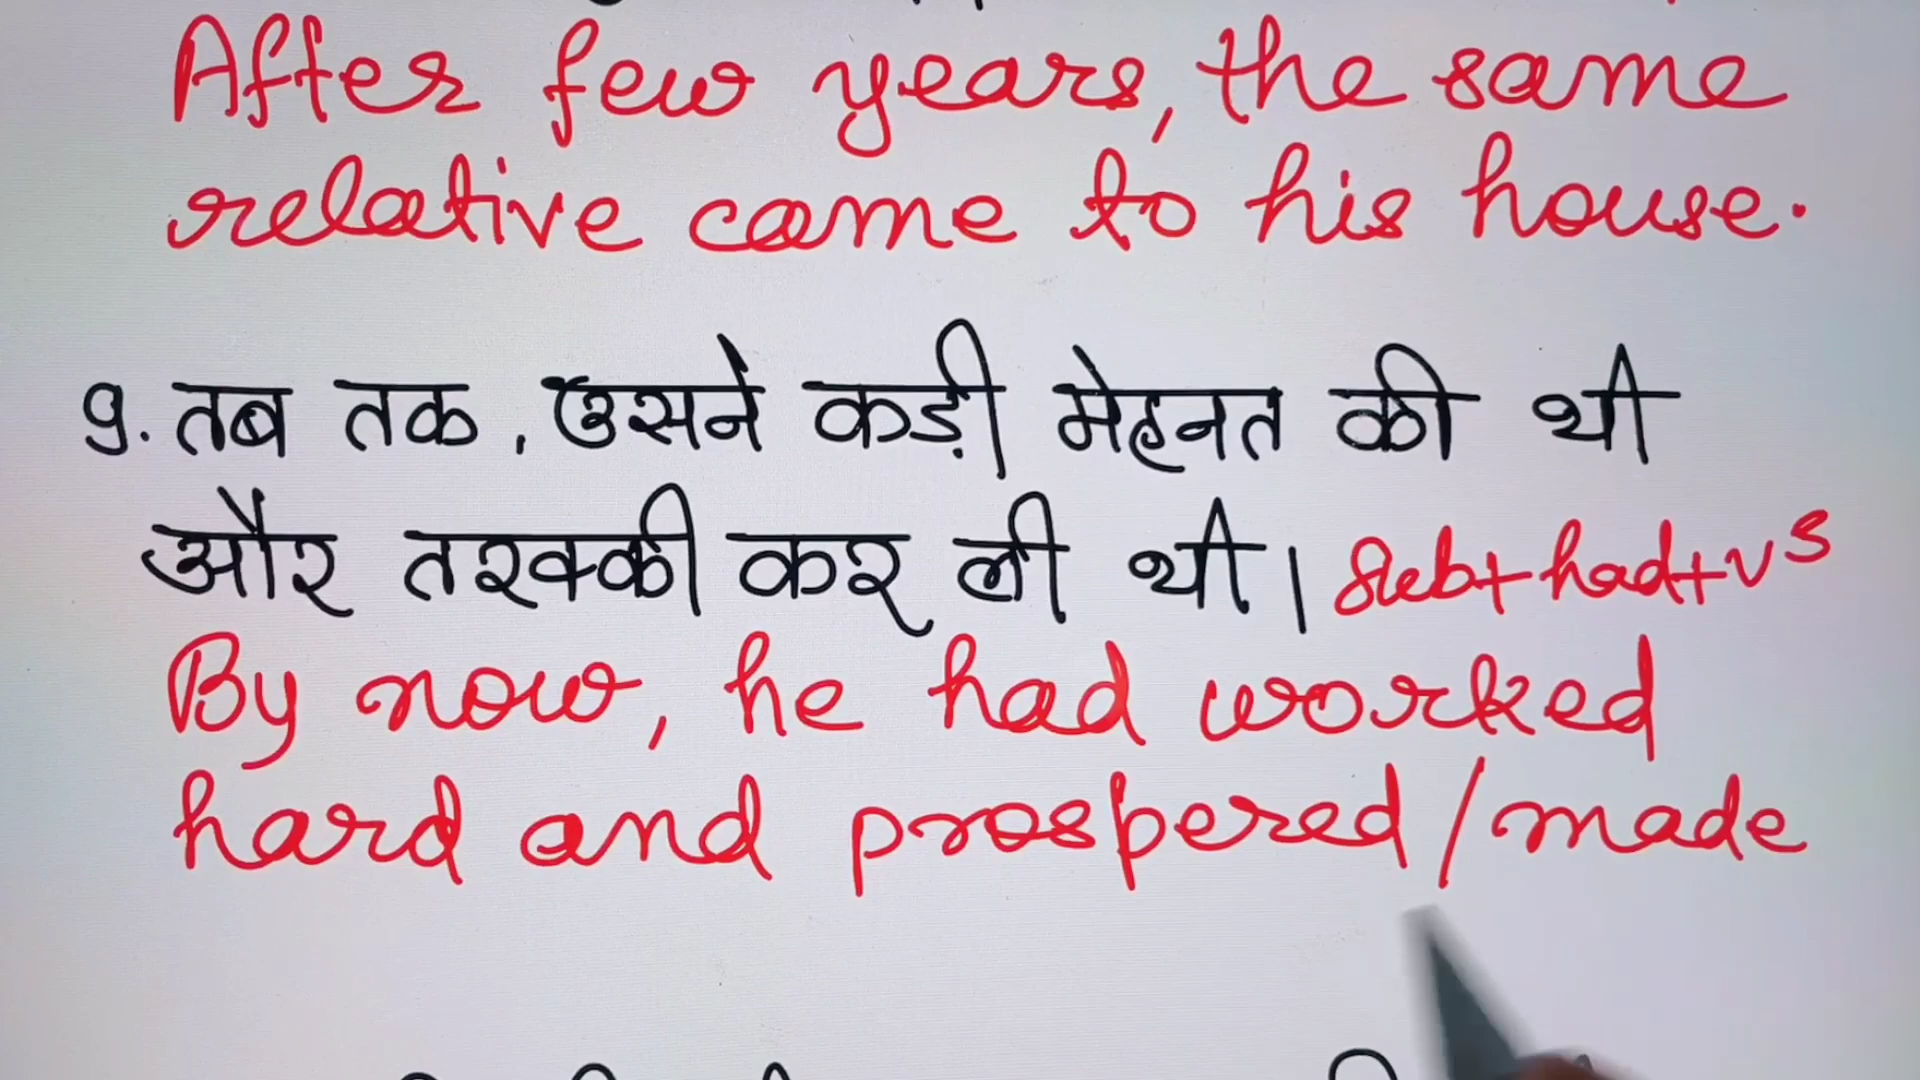 After few years, the same
relative came to his house.
9. तब तक, उसने कड़ी मेहनत की थी
और तरक्की कर ली थी। Sub+had+v3
By now, he had worked
hard and prospered/made